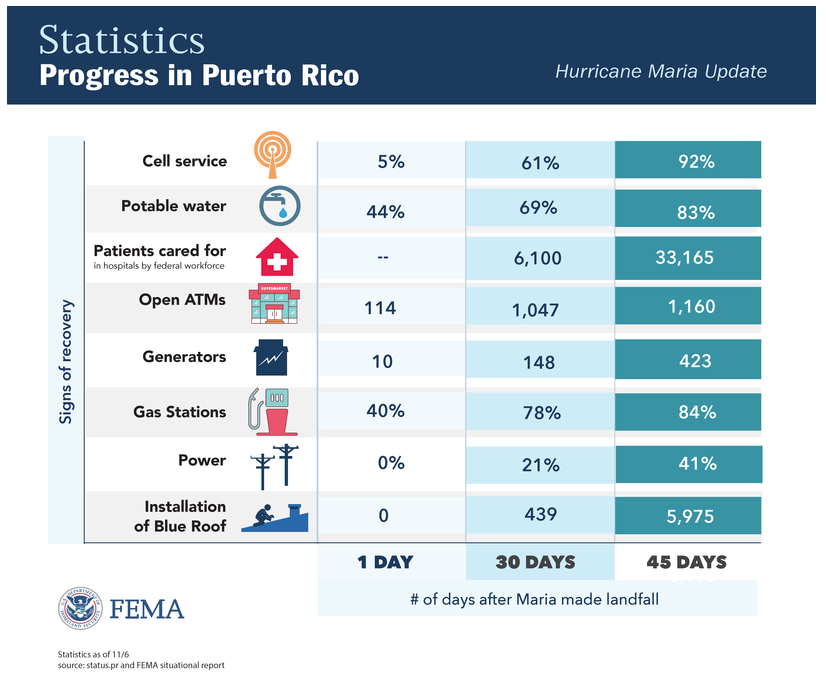 Statistics
Progress in Puerto Rico
Hurricane Maria Update
Signs of recovery
Cell service 5% 61% 92%
Potable water 44% 69% 83%
Patients cared for -- 6,100 33,165
in hospitals by federal workforce
SUPERMARKET
Open ATMs 114 1,047 1,160
Generators 10 148 423
Gas Stations 40% 78% 84%
Power 0% 21% 41%
Installation
of Blue Roof 0 439 5,975
1 DAY 30 DAYS 45 DAYS
# of days after Maria made landfall
FEMA
Statistics as of 11/6
source: status.pr and FEMA situational report